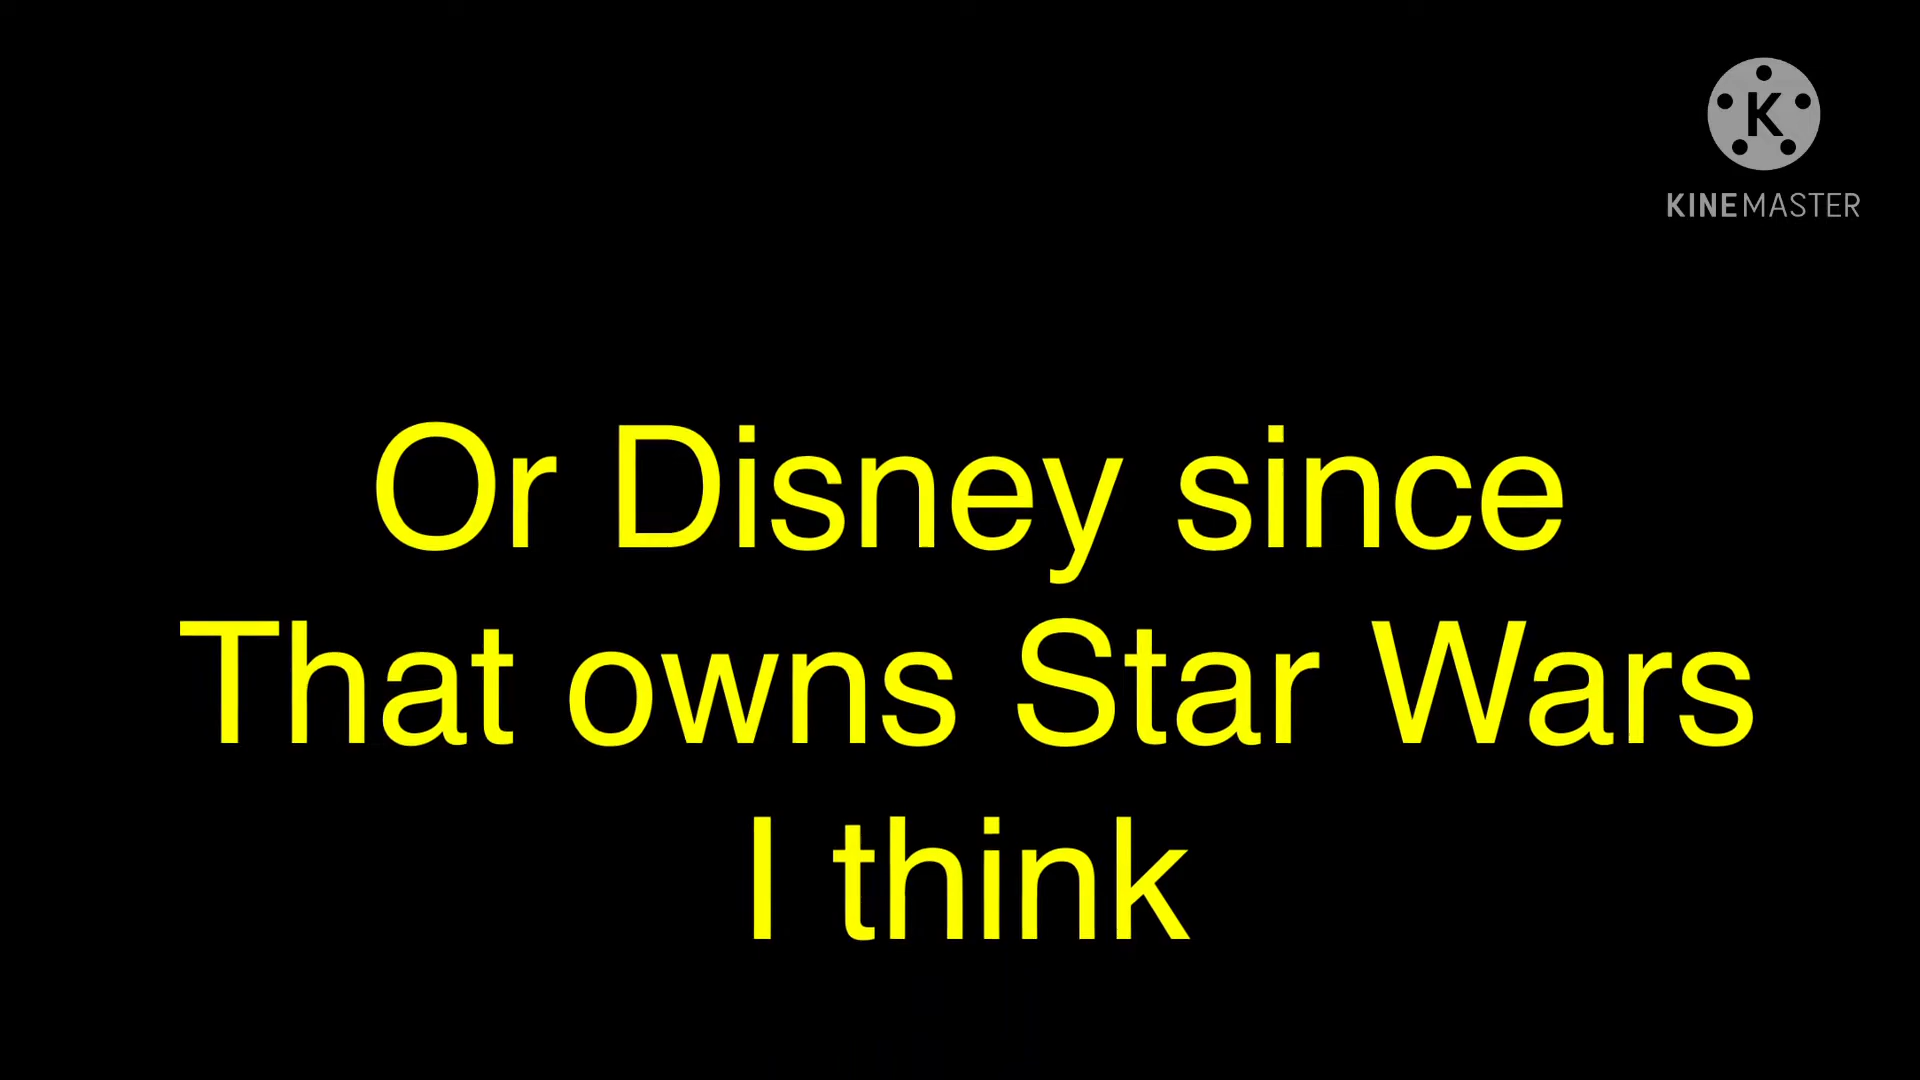 K
KINEMASTER
Or Disney since
That owns Star Wars
I think